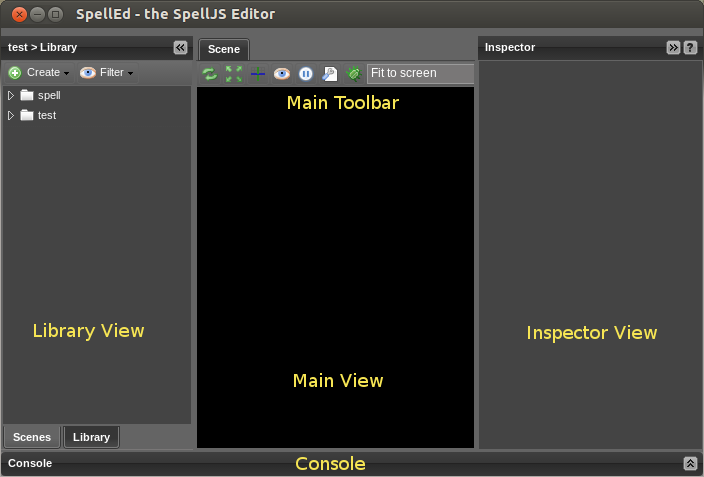 SpellEd - the SpellJS Editor
test > Library
Create
Filter
spell
test
Library View
Scenes
Library
Scene
Fit to screen
Main Toolbar
Main View
Inspector
?
Inspector View
Console
Console